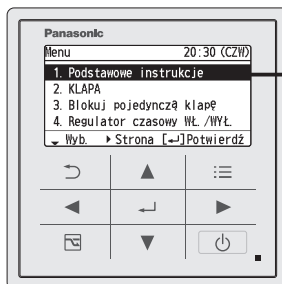 Panasonic
Menu 20:30 (CZW)
1. Podstawowe instrukcje
2. KLAPA
3. Blokuj pojedynczą klapę
4. Regulator czasowy WŁ./WYŁ.
Wyb. Strona [↵]Potwierdź